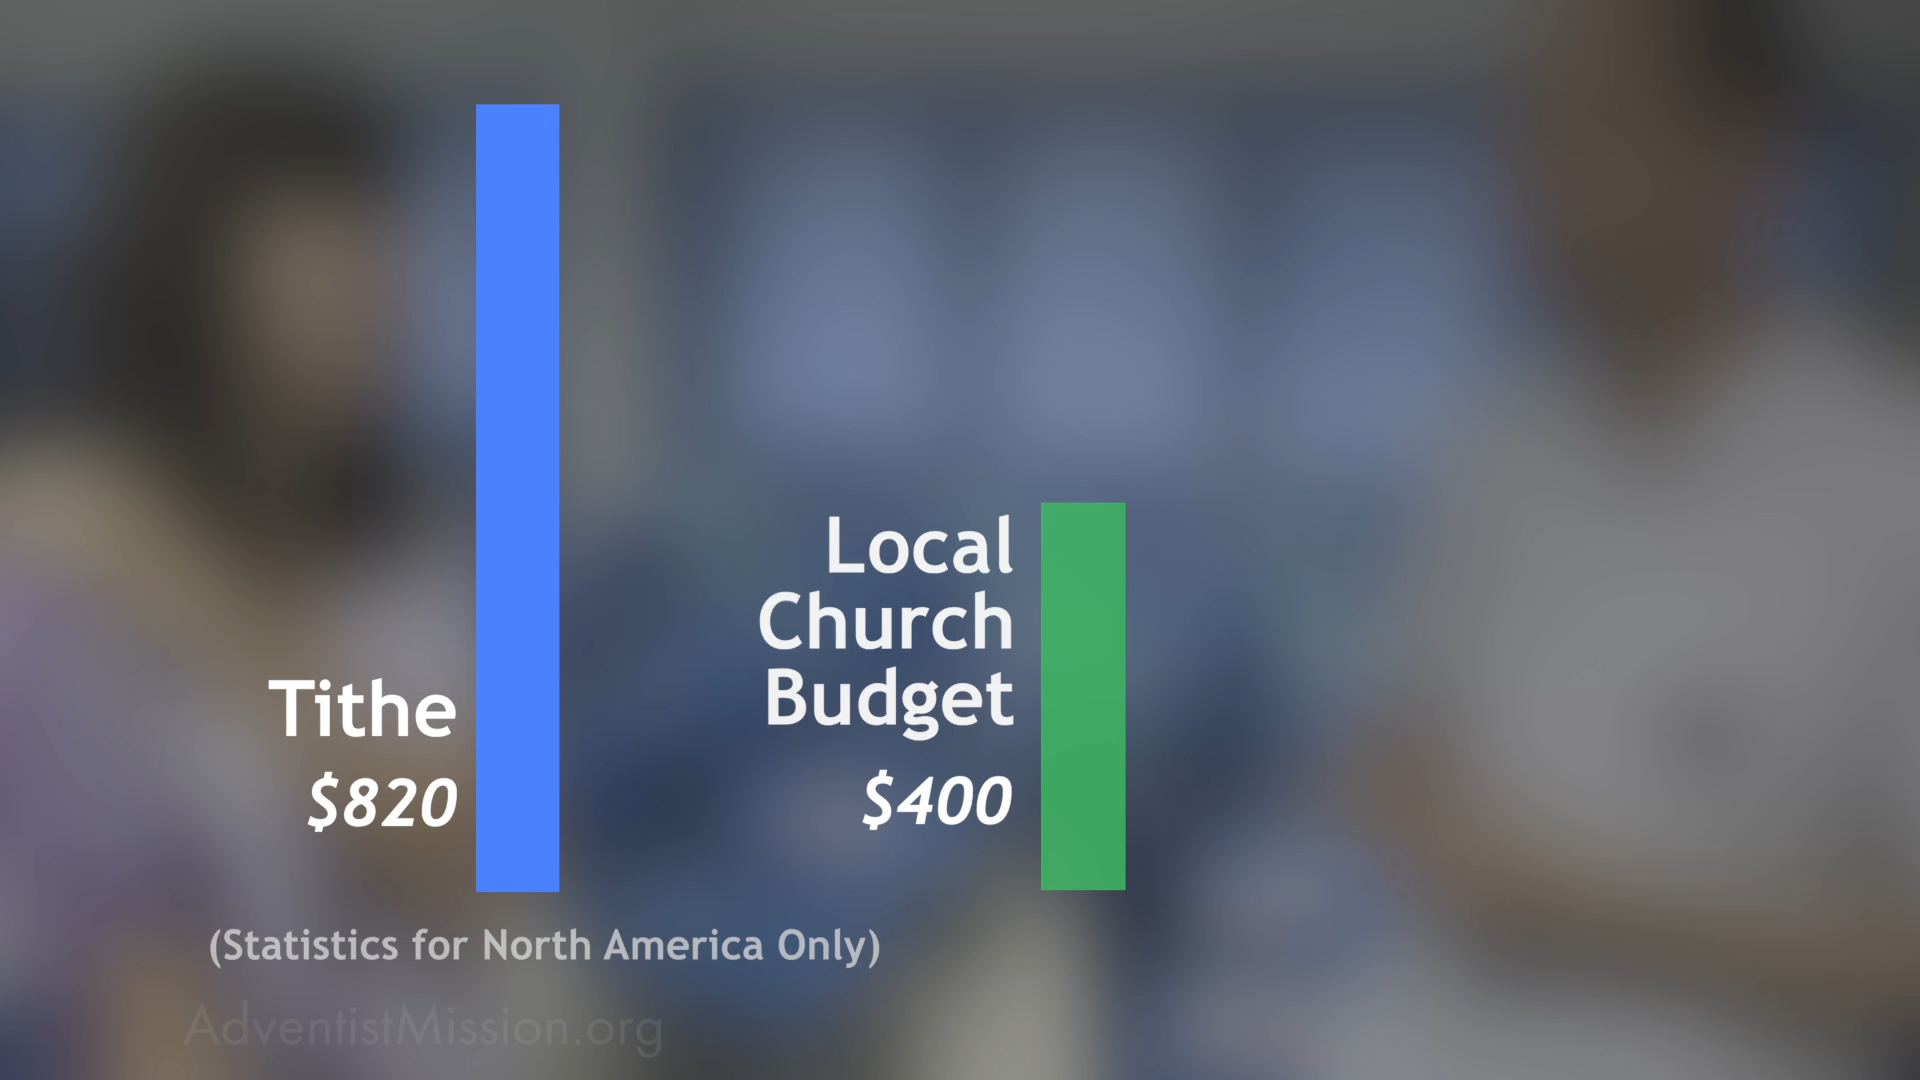 Tithe
$820
Local
Church
Budget
$400
(Statistics for North America Only)
AdventistMission.org